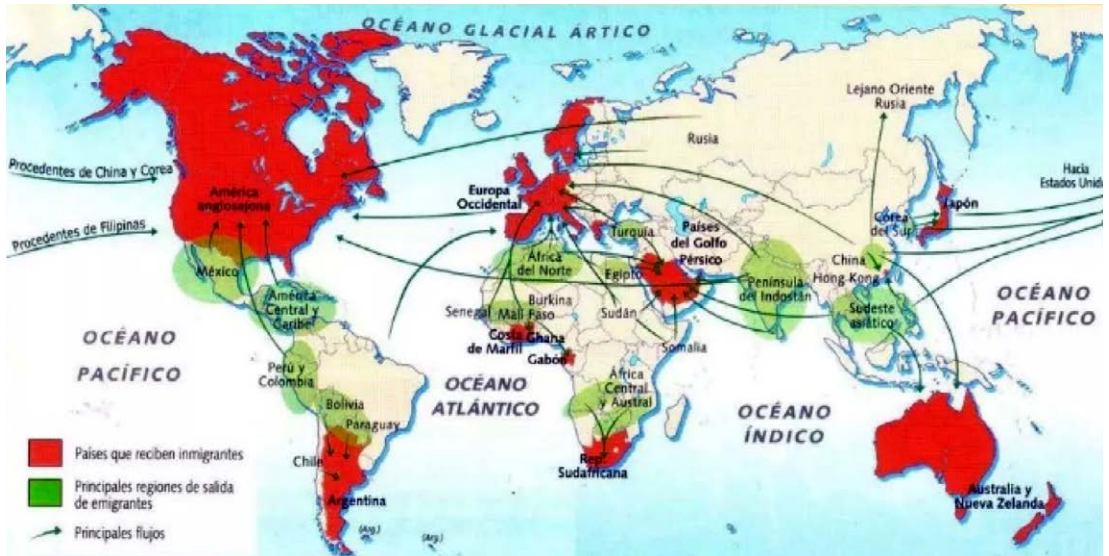 OCÉANO GLACIAL ÁRTICO
Lejano Oriente
Rusia
Rusia
Procedentes de China y Corea
Hacia
Estados Unido
América
anglosajona
Europa
Occidental
Japón
Corea
del Sur
Procedentes de Filipinas
Turquía
Países
del Golfo
Pérsico
China
México
África
del Norte
Egipto
Hong-Kong
Península
del Indostán
América
Central y
Caribe
Senegal
Burkina
Malí Faso
Sudán
Sudeste
asiático
OCÉANO
PACÍFICO
Costa
de Marfil
Ghana
Gabón
Somalia
OCÉANO
PACÍFICO
Perú y
Colombia
OCÉANO
ATLÁNTICO
África
Central
y Austral
Bolivia
OCÉANO
ÍNDICO
Paraguay
Países que reciben inmigrantes
Chile
Rep.
Sudafricana
Principales regiones de salida
de emigrantes
Argentina
Australia y
Nueva Zelanda
Principales flujos
(Arg.)
(Arg.)